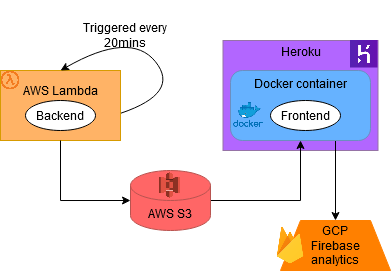 Triggered every
20mins
AWS Lambda
Backend
Heroku
Docker container
docker
Frontend
AWS S3
GCP
Firebase
analytics